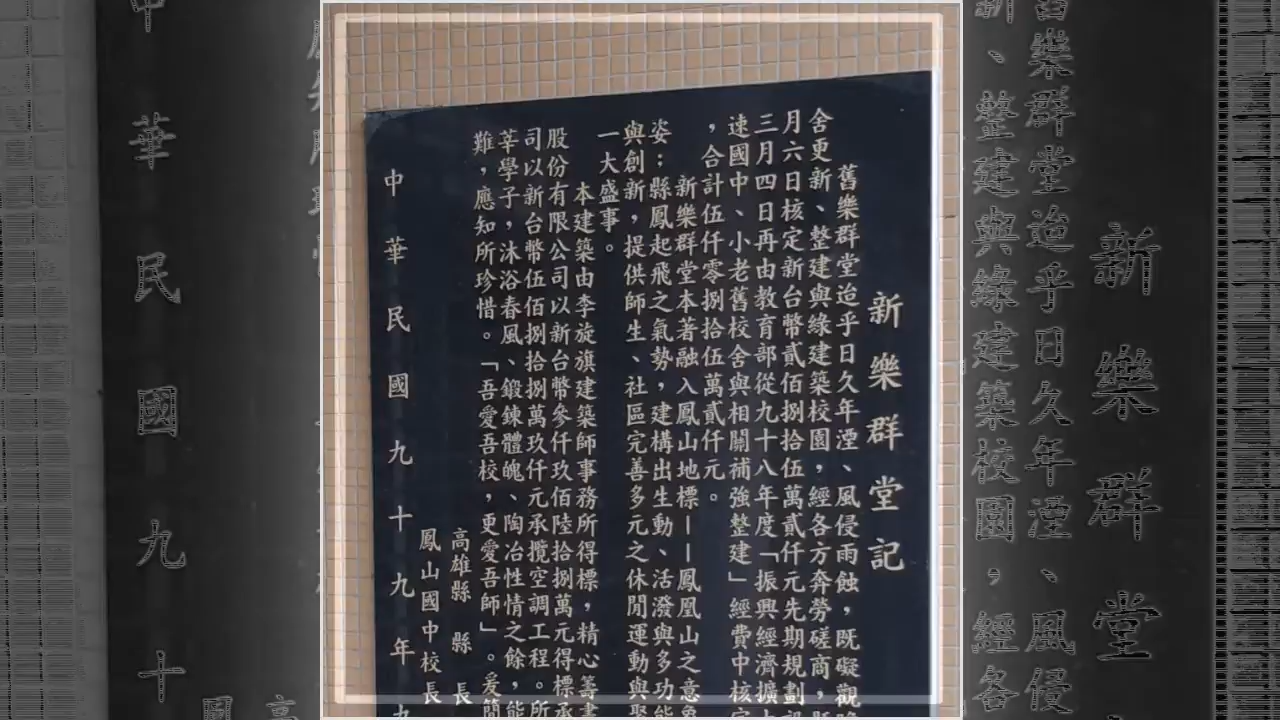 新樂群堂記
舊樂群堂迨乎日久年湮、風侵雨蝕，既礙觀
舍更新、整建與綠建築校園，經各方奔勞磋商，
月六日核定新台幣貳佰捌拾伍萬貳仟元先期規劃
三月四日再由教育部從九十八年度「振興經濟擴大
速國中、小老舊校舍與相關補強整建」經費中核定
，合計伍仟零捌拾伍萬貳仟元。
新樂群堂本著融入鳳山地標——鳳凰山之意象
姿；縣鳳起飛之氣勢，建構出生動、活潑與多功能
與創新，提供師生、社區完善多元之休閒運動與
一大盛事。
本建築由李旋旗建築師事務所得標，精心籌畫
股份有限公司以新台幣參仟玖佰陸拾捌萬元得標承
司以新台幣伍佰捌拾捌萬玖仟元承攬空調工程。所
莘學子，沐浴春風、鍛鍊體魄、陶冶性情之餘，能
難，應知所珍惜。「吾愛吾校，更愛吾師」。爰簡
高雄縣 縣長
鳳山國中校長
中華民國九十九年九